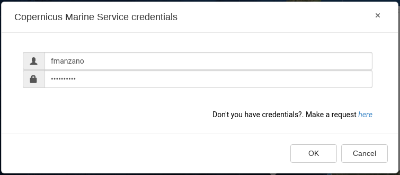 Copernicus Marine Service credentials
×
fmanzano
••••••••••
Don't you have credentials?. Make a request here
OK Cancel